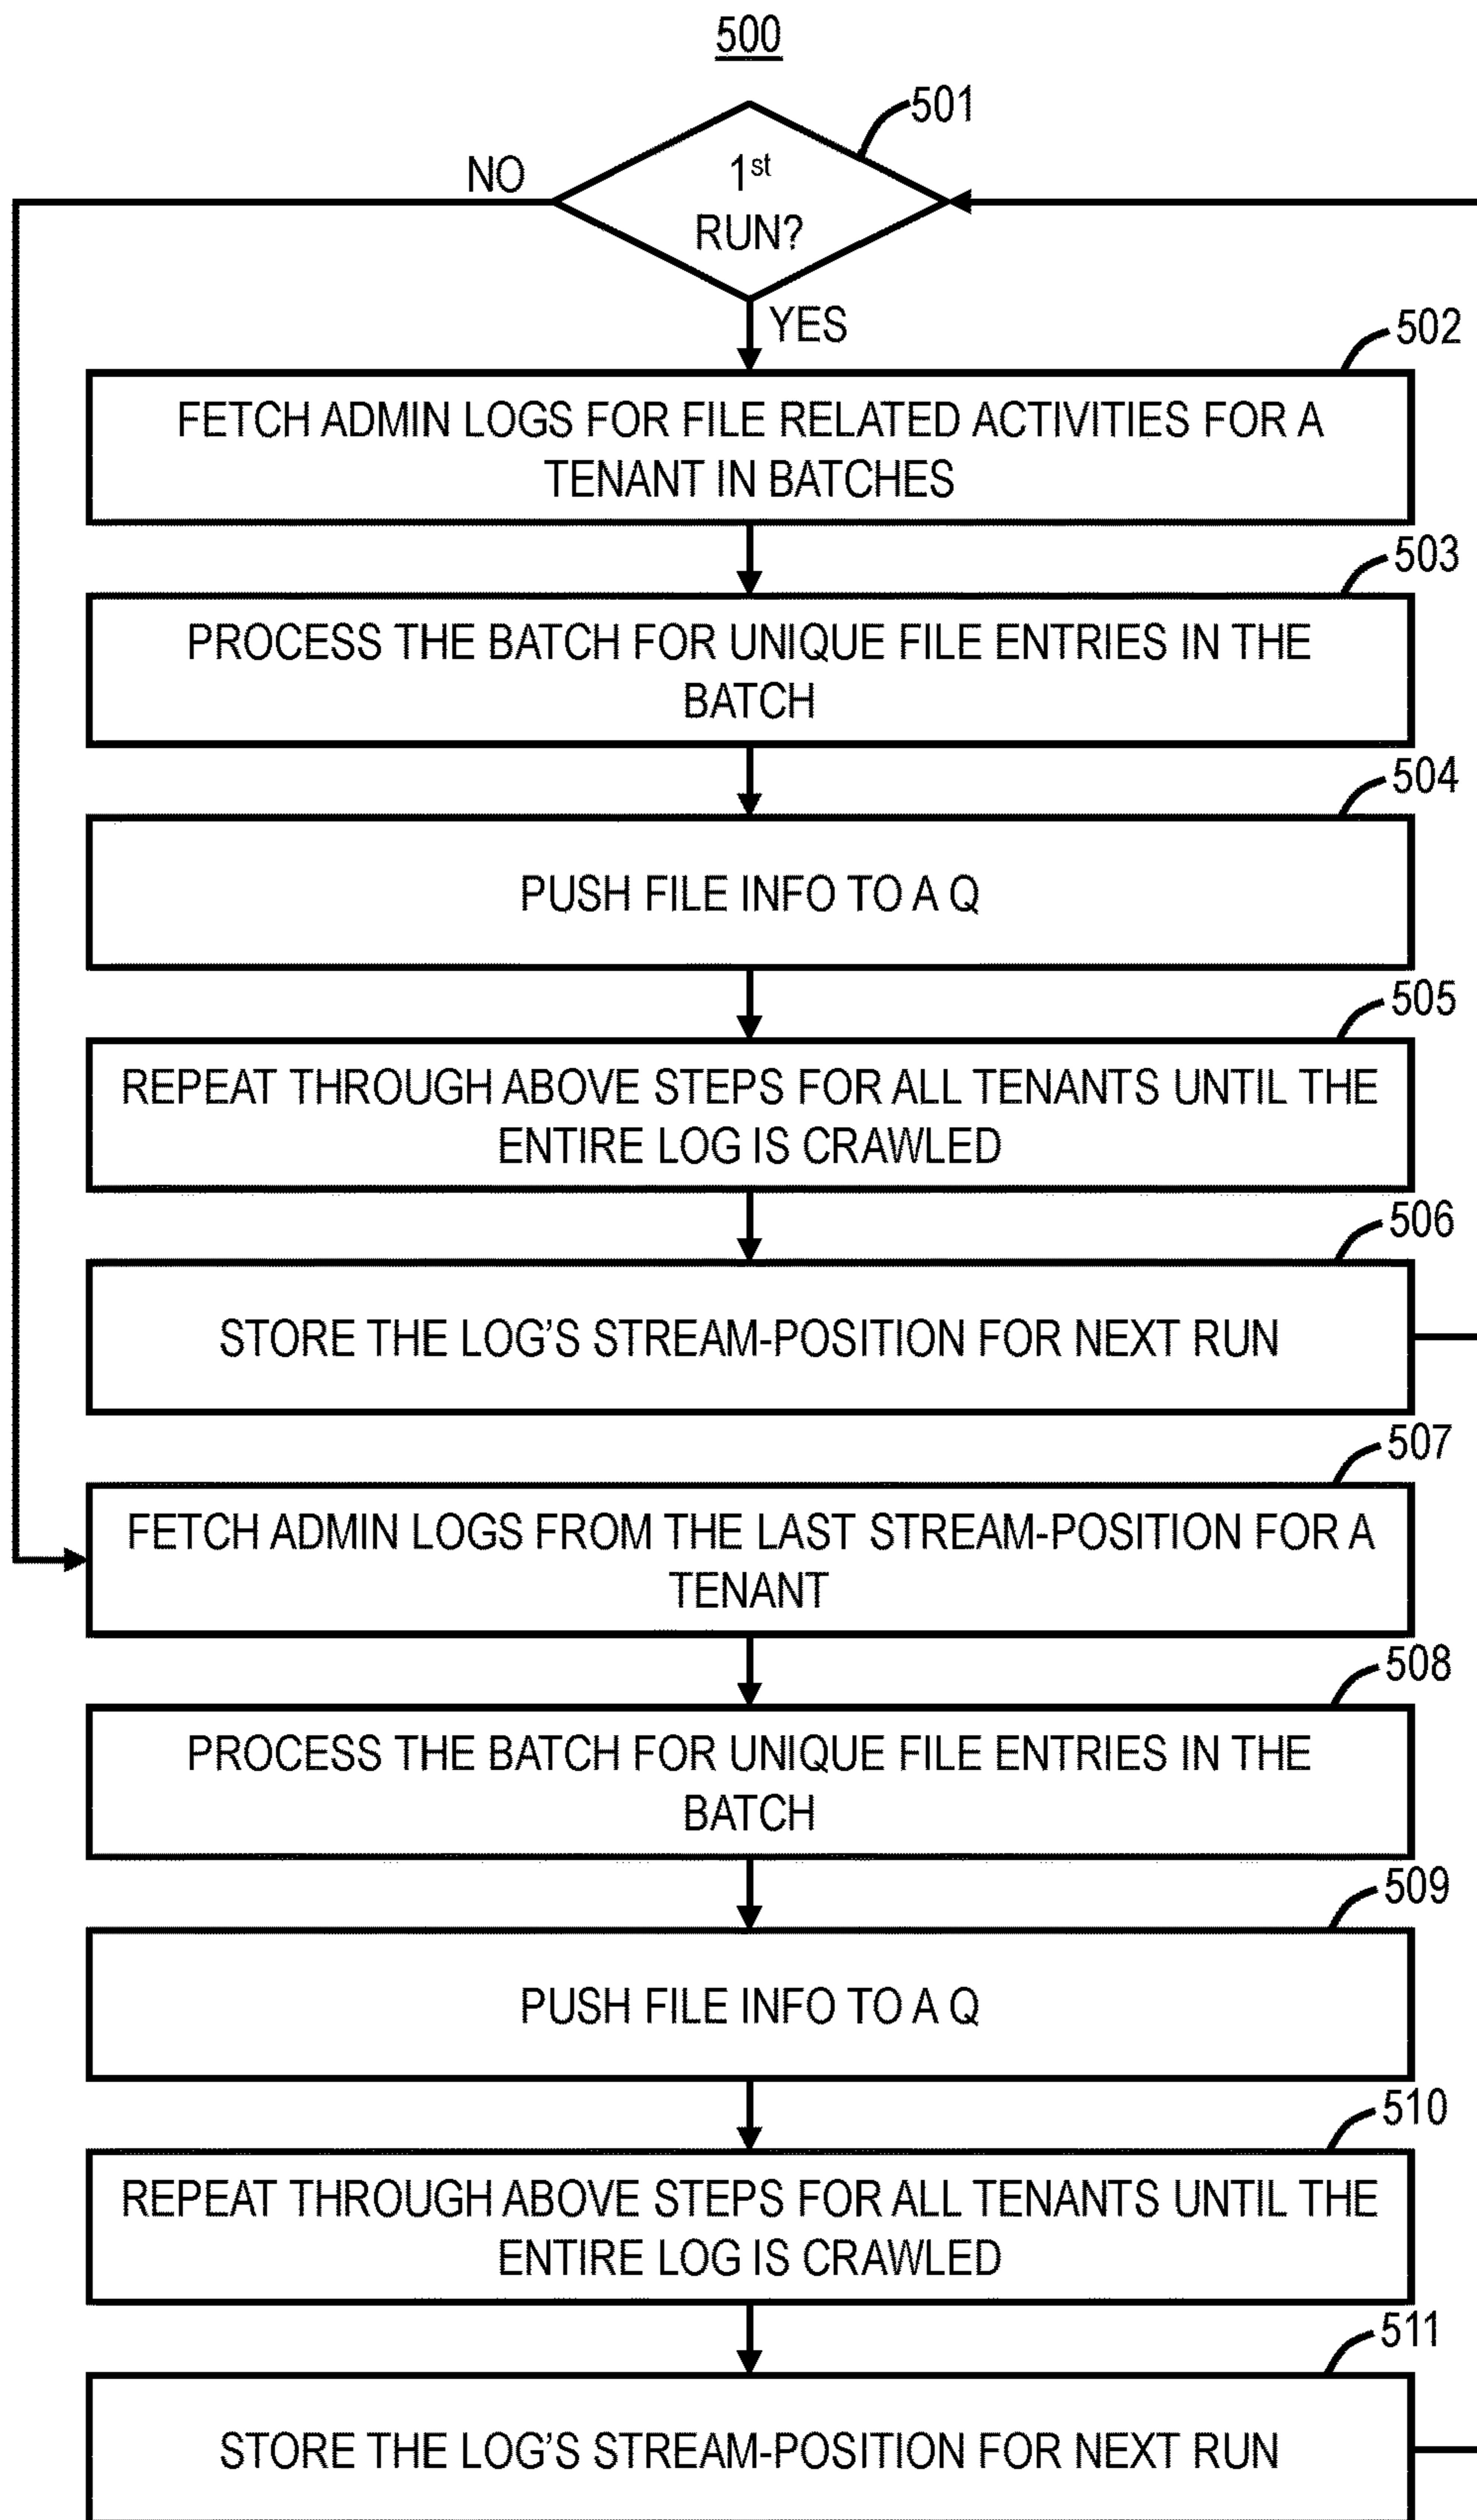 500
501
NO
1st
RUN?
YES
502
FETCH ADMIN LOGS FOR FILE RELATED ACTIVITIES FOR A
TENANT IN BATCHES
503
PROCESS THE BATCH FOR UNIQUE FILE ENTRIES IN THE
BATCH
504
PUSH FILE INFO TO A Q
505
REPEAT THROUGH ABOVE STEPS FOR ALL TENANTS UNTIL THE
ENTIRE LOG IS CRAWLED
506
STORE THE LOG'S STREAM-POSITION FOR NEXT RUN
507
FETCH ADMIN LOGS FROM THE LAST STREAM-POSITION FOR A
TENANT
508
PROCESS THE BATCH FOR UNIQUE FILE ENTRIES IN THE
BATCH
509
PUSH FILE INFO TO A Q
510
REPEAT THROUGH ABOVE STEPS FOR ALL TENANTS UNTIL THE
ENTIRE LOG IS CRAWLED
511
STORE THE LOG'S STREAM-POSITION FOR NEXT RUN